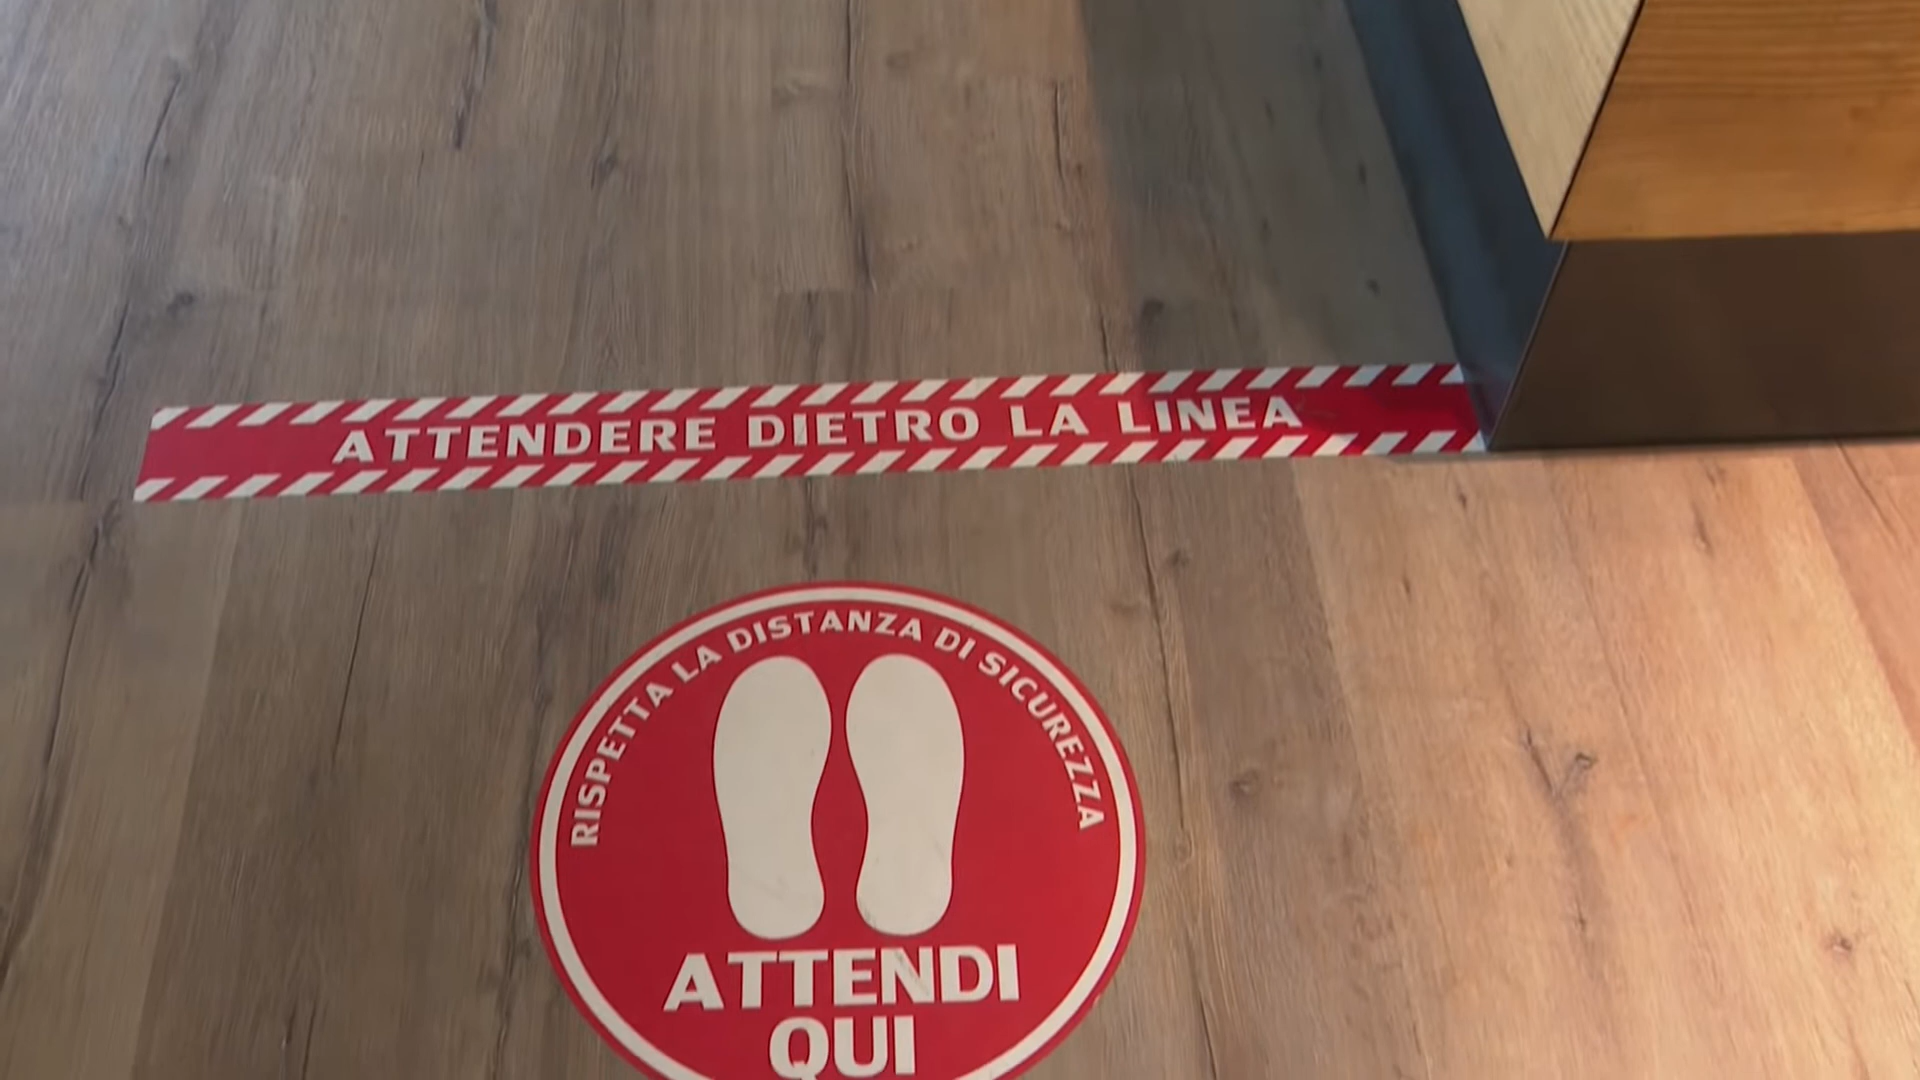 ATTENDERE DIETRO LA LINEA
RISPETTA LA DISTANZA DI SICUREZZA
ATTENDI
QUI